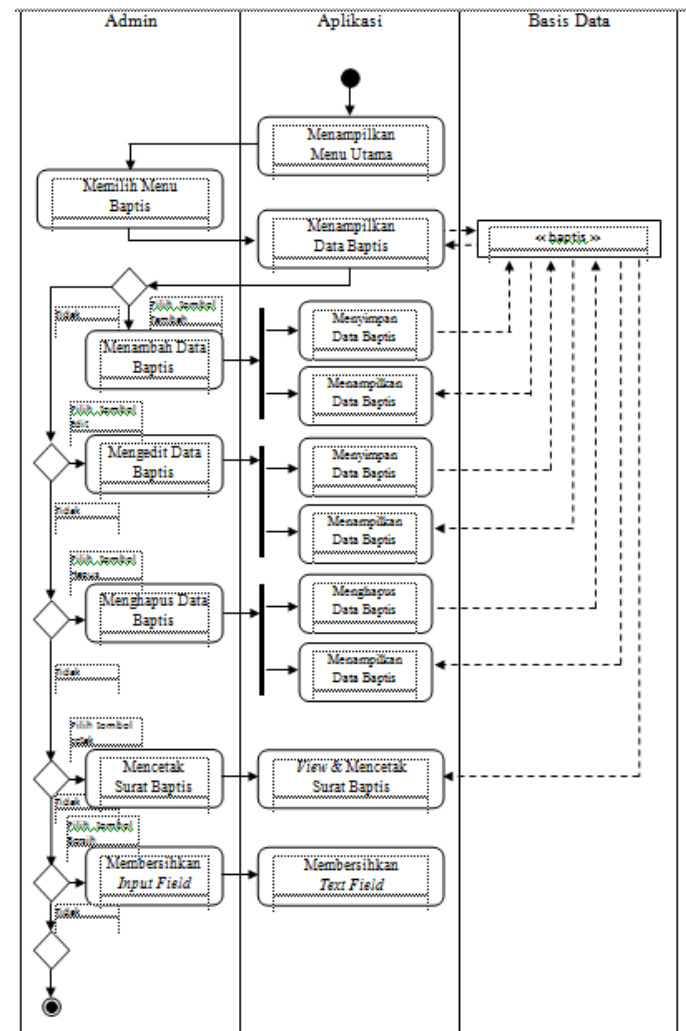 Admin
Aplikasi
Basis Data
Menampilkan
Menu Utama
Memilih Menu
Baptis
Menampilkan
Data Baptis
« baptis »
Tidak
Pilih Tombol
Tambah
Menambah Data
Baptis
Menyimpan
Data Baptis
Menampilkan
Data Baptis
Pilih Tombol
Edit
Mengedit Data
Baptis
Menyimpan
Data Baptis
Tidak
Menampilkan
Data Baptis
Pilih Tombol
Menghapus Data
Baptis
Menghapus
Data Baptis
Menampilkan
Data Baptis
Tidak
Pilih Tombol
Mencetak
Surat Baptis
View & Mencetak
Surat Baptis
Tidak
Pilih Tombol
Membersihkan
Input Field
Membersihkan
Text Field
Tidak